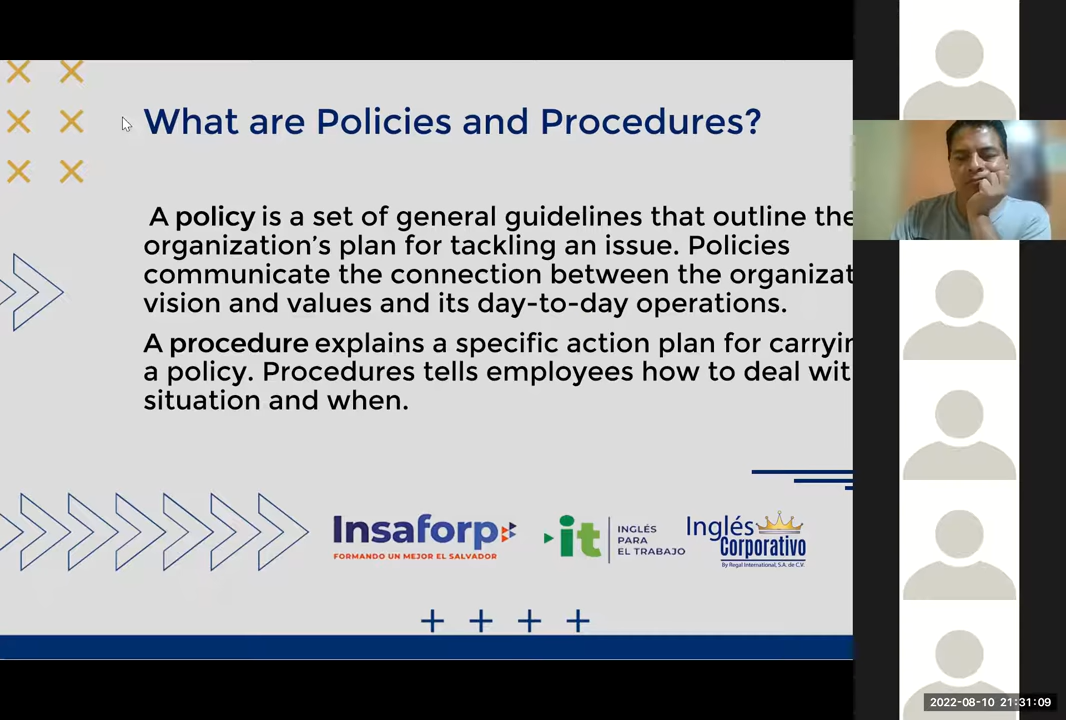 What are Policies and Procedures?
A policy is a set of general guidelines that outline the
organization's plan for tackling an issue. Policies
communicate the connection between the organizat
vision and values and its day-to-day operations.
A procedure explains a specific action plan for carryin
a policy. Procedures tells employees how to deal wit
situation and when.
Insaforp
FORMANDO UN MEJOR EL SALVADOR
it
INGLÉS
PARA
EL TRABAJO
Inglés
Corporativo
By Regal International, S.A. de C.V.
2022-08-10 21:31:09